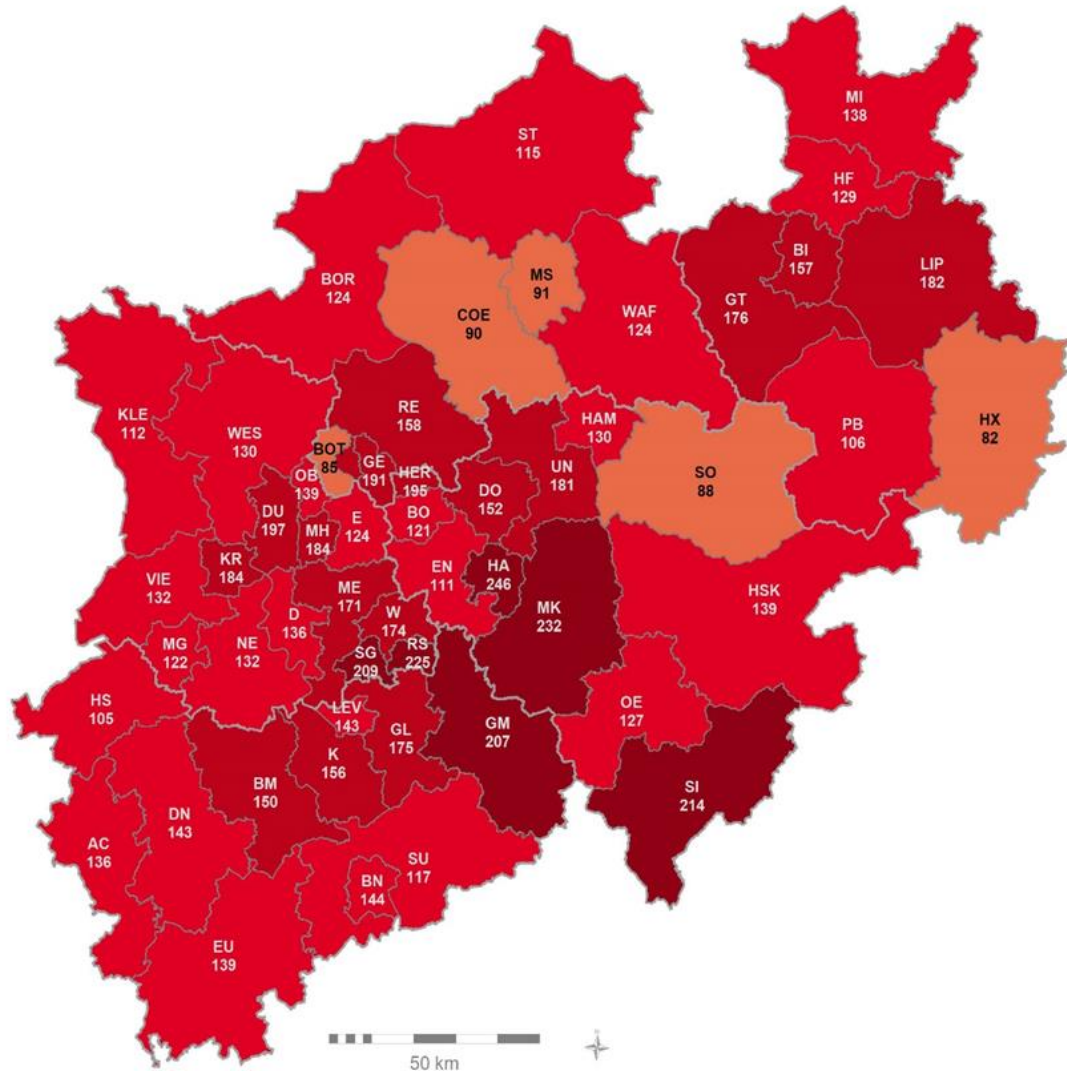 MI
138
ST
115
HF
129
BI
157
LIP
182
BOR
124
MS
91
GT
176
COE
90
WAF
124
KLE
112
RE
158
WES
130
HAM
130
PB
106
HX
82
BOT
85
GE
191
HER
195
UN
181
SO
88
OB
139
DO
152
DU
197
MH
184
E
124
BO
121
KR
184
EN
111
HA
246
VIE
132
ME
171
MK
232
HSK
139
D
136
W
174
MG
122
NE
132
SG
209
RS
225
HS
105
LEV
143
GL
175
GM
207
OE
127
K
156
BM
150
SI
214
DN
143
AC
136
SU
117
BN
144
EU
139
50 km